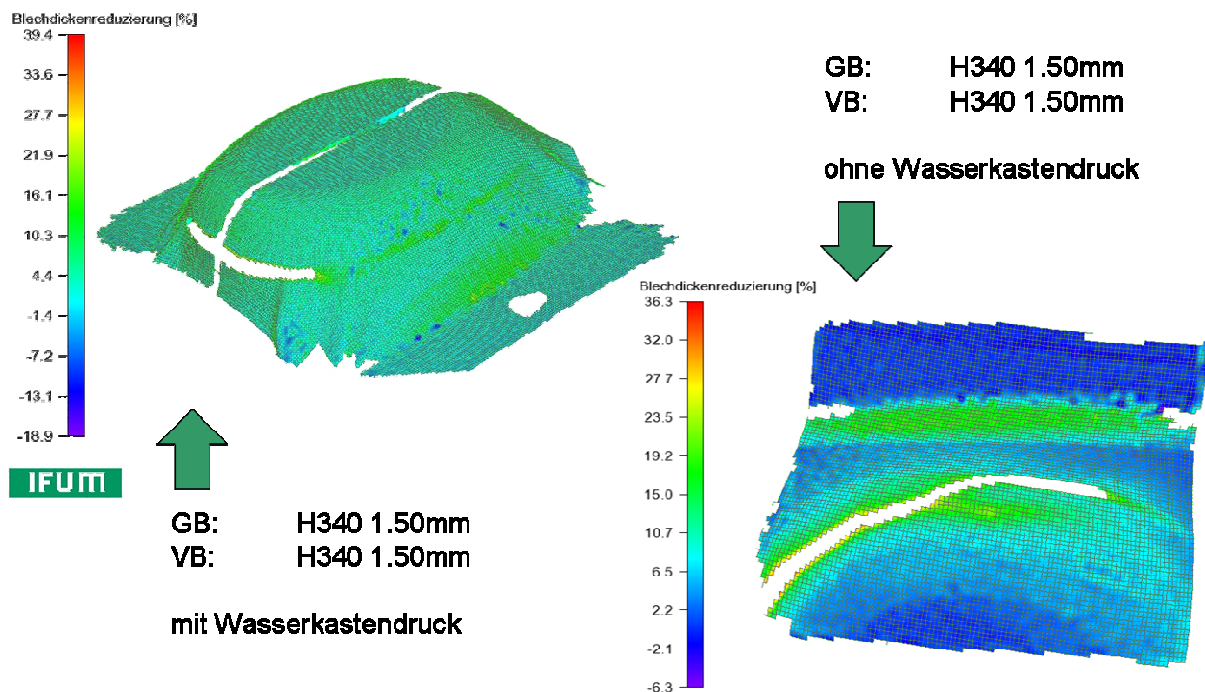 Blechdickenreduzierung [%]
39.4
33.6
27.7
21.9
16.1
10.3
4.4
-1.4
-7.2
-13.1
-18.9
IFUM
GB: H340 1.50mm
VB: H340 1.50mm
mit Wasserkastendruck
GB: H340 1.50mm
VB: H340 1.50mm
ohne Wasserkastendruck
Blechdickenreduzierung [%]
36.3
32.0
27.7
23.5
19.2
15.0
10.7
6.5
2.2
-2.1
-6.3